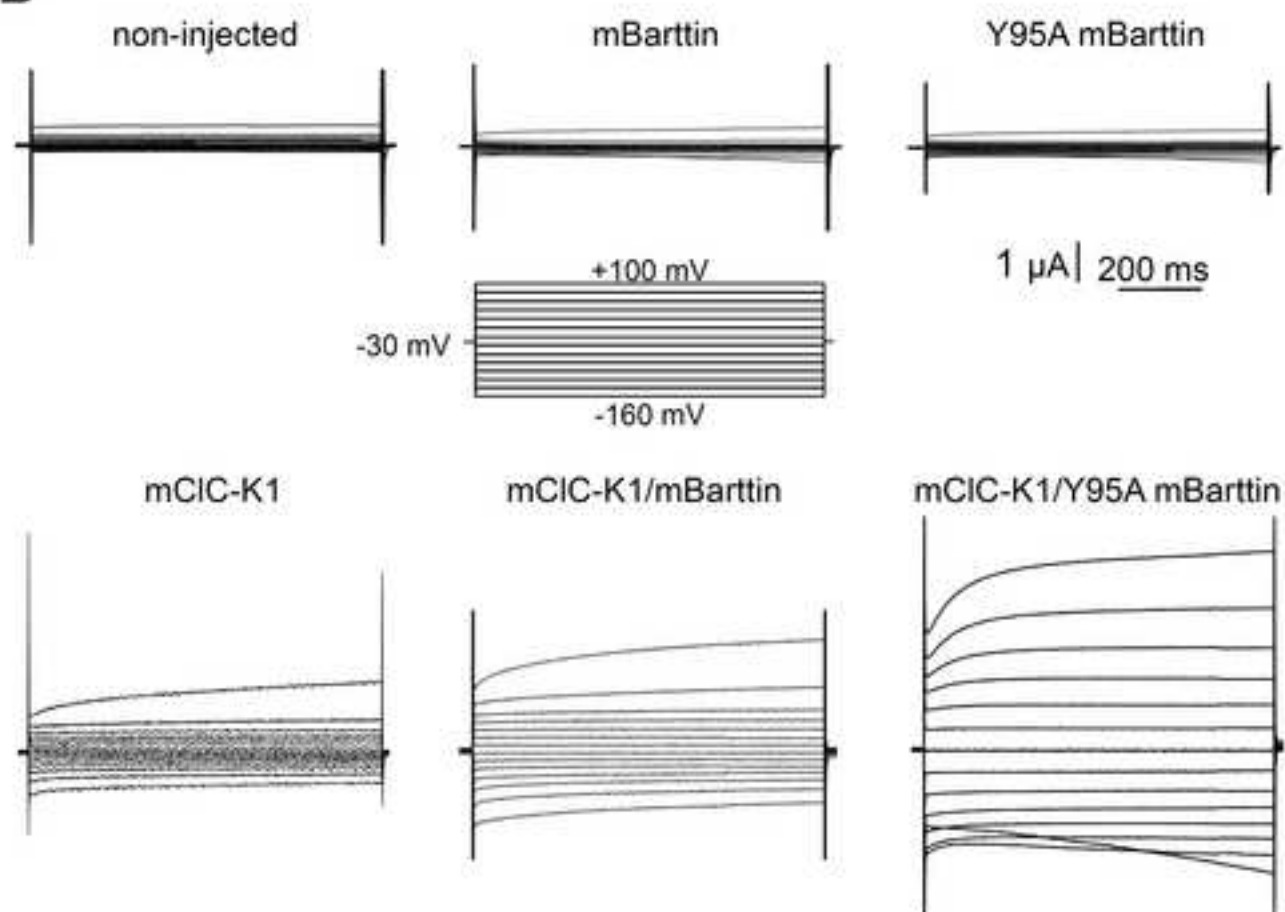 non-injected
mBarttin
Y95A mBarttin
+100 mV
1 µA
200 ms
-30 mV
-160 mV
mClC-K1
mClC-K1/mBarttin
mClC-K1/Y95A mBarttin